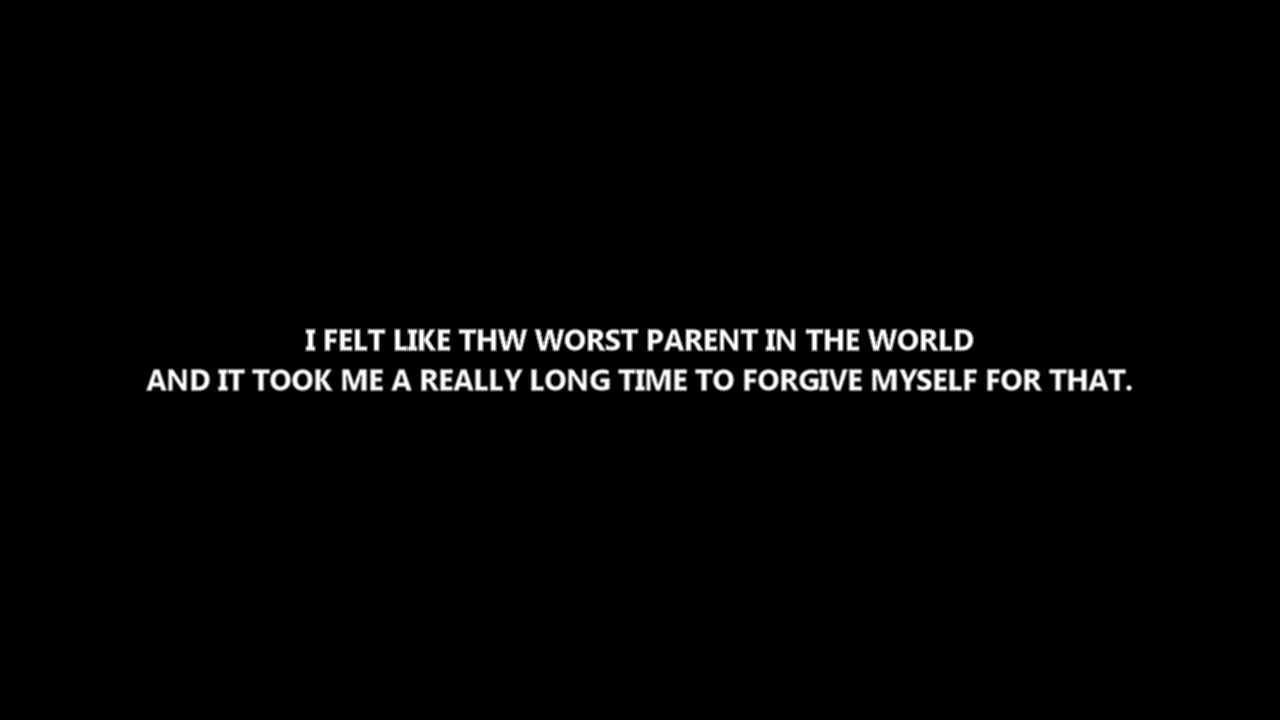 I FELT LIKE THW WORST PARENT IN THE WORLD
AND IT TOOK ME A REALLY LONG TIME TO FORGIVE MYSELF FOR THAT.